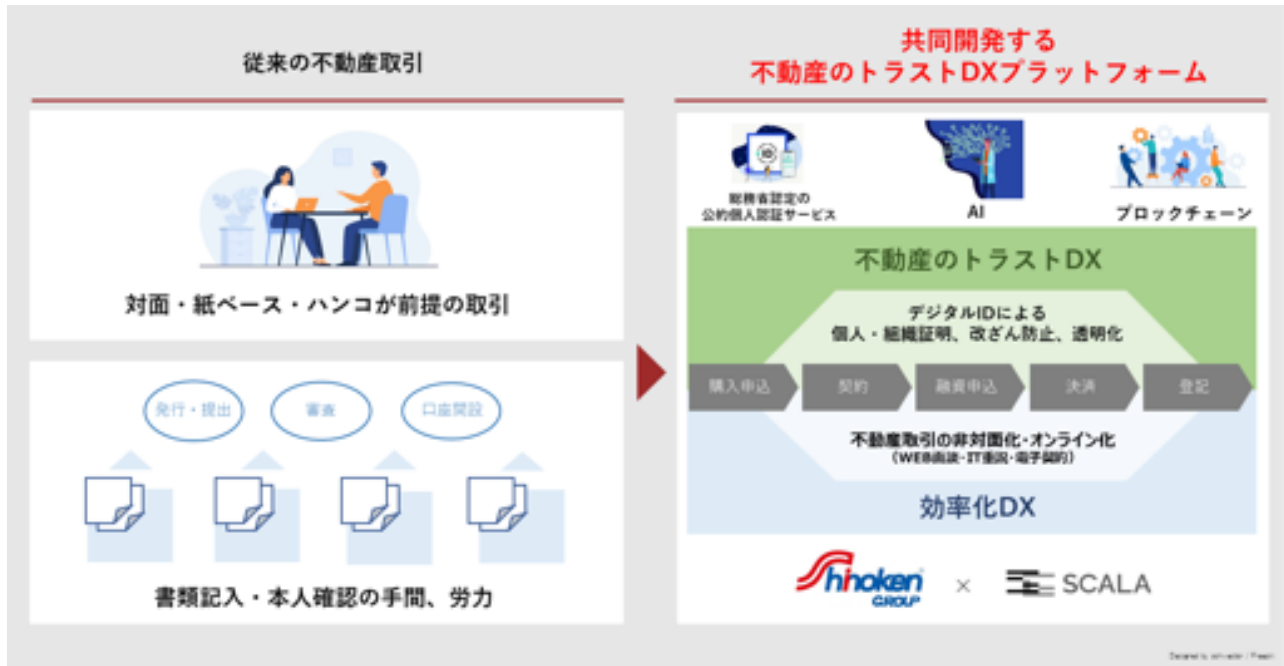 従来の不動産取引
対面・紙ベース・ハンコが前提の取引
発行・提出
審査
口座開設
書類記入・本人確認の手間、労力
共同開発する
不動産のトラストDXプラットフォーム
総務省認定の
公的個人認証サービス
AI
ブロックチェーン
不動産のトラストDX
デジタルIDによる
個人・組織証明、改ざん防止、透明化
購入申込
契約
融資申込
決済
登記
不動産取引の非対面化・オンライン化
(WEB面談・IT重説・電子契約)
効率化DX
Shinoken
GROUP
×
SCALA